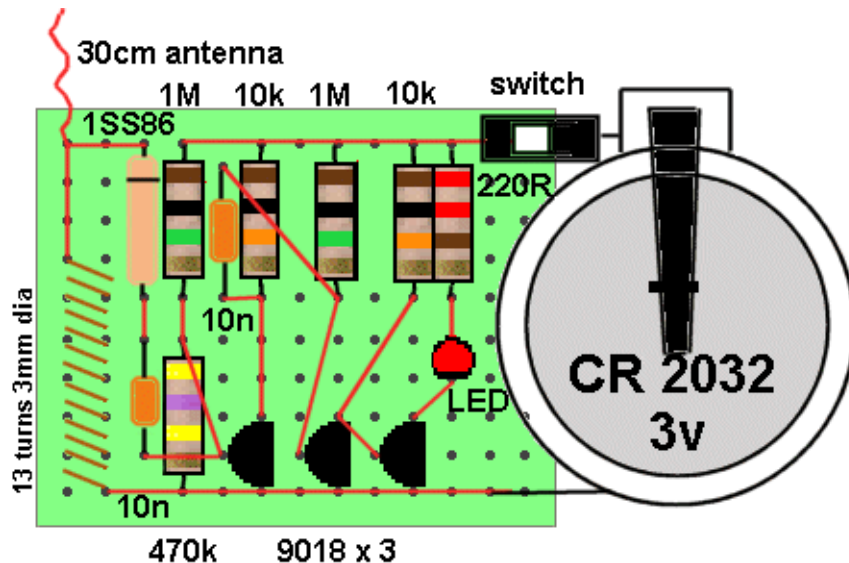 30cm antenna
1M 10k 1M 10k switch
1SS86
220R
10n
13 turns 3mm dia
LED
CR 2032
3v
10n
470k 9018 x 3